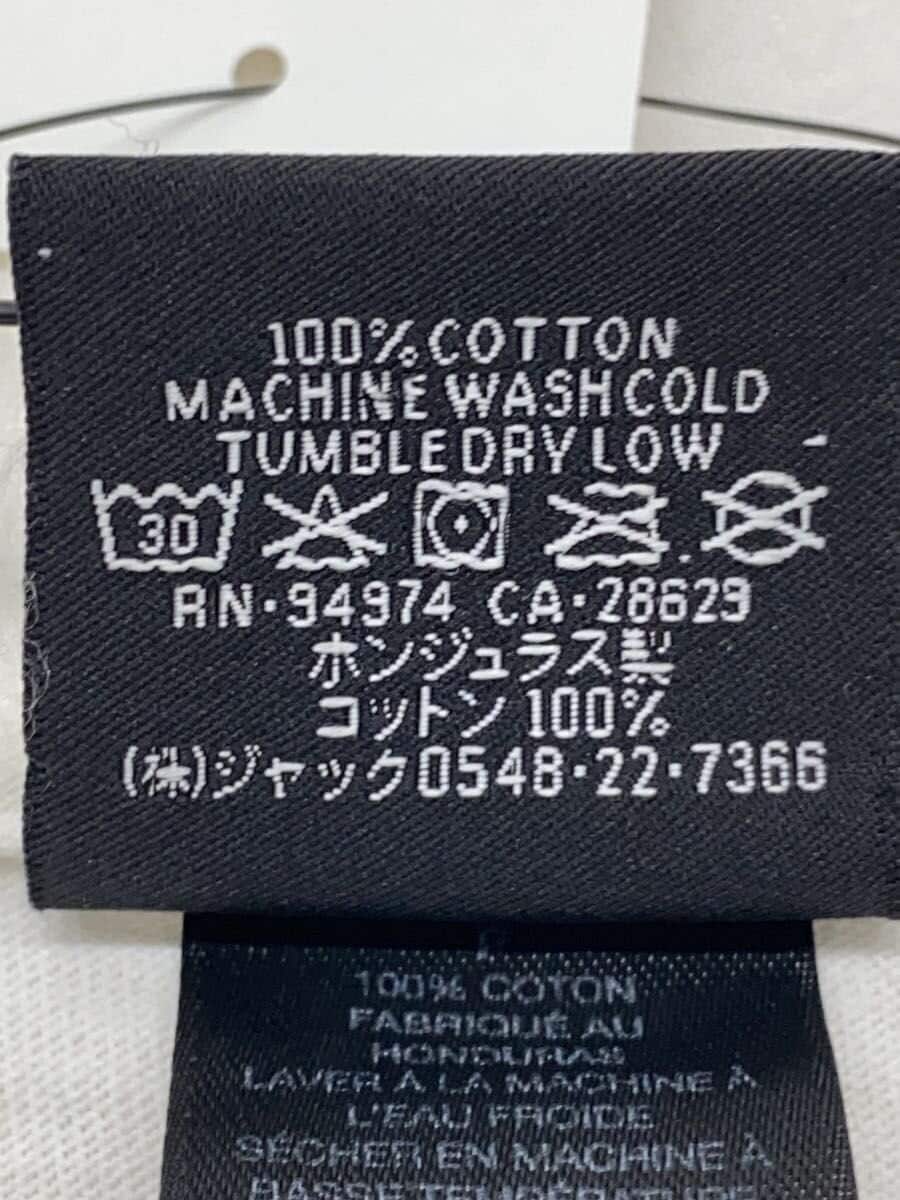 100% COTTON
MACHINE WASH COLD
TUMBLE DRY LOW
30
RN・94974 CA・28629
ホンジュラス製
コットン 100%
(株)ジャック0548・22・7366
100% COTON
FABRIQUÉ AU
HONDURAS
LAVER À LA MACHINE À
L'EAU FROIDE
SÉCHER EN MACHINE À
BASSE TEMPÉRATURE